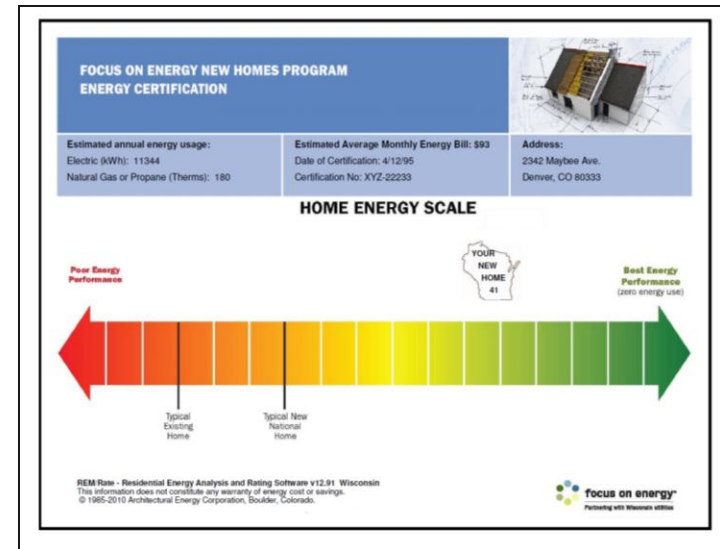 FOCUS ON ENERGY NEW HOMES PROGRAM
ENERGY CERTIFICATION
Estimated annual energy usage:
Electric (kWh): 11344
Natural Gas or Propane (Therms): 180
Estimated Average Monthly Energy Bill: $93
Date of Certification: 4/12/95
Certification No: XYZ-22233
Address:
2342 Maybee Ave.
Denver, CO 80333
HOME ENERGY SCALE
Poor Energy
Performance
YOUR
NEW
HOME
41
Best Energy
Performance
(zero energy use)
Typical
Existing
Home
Typical New
National
Home
REM/Rate - Residential Energy Analysis and Rating Software v12.91 Wisconsin
This information does not constitute any warranty of energy cost or savings.
© 1985-2010 Architectural Energy Corporation, Boulder, Colorado.
focus on energy
Partnering with Wisconsin utilities